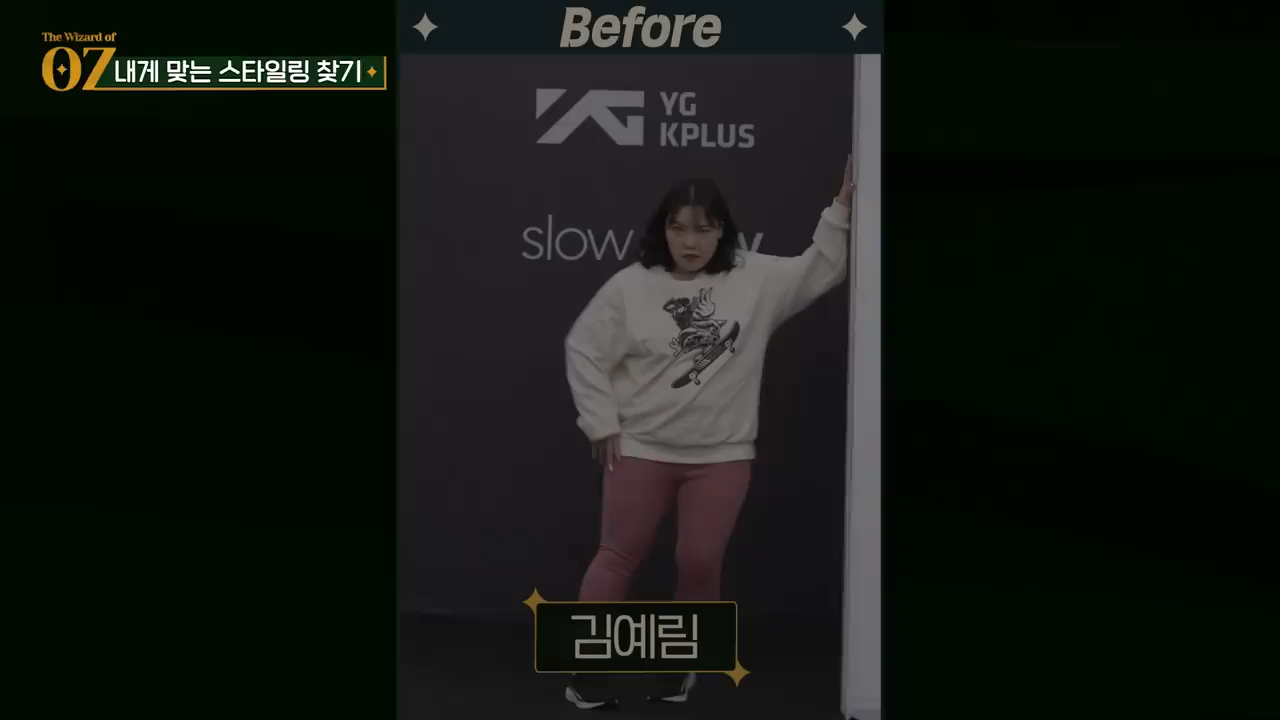 Before
The Wizard of
OZ 내게 맞는 스타일링 찾기
YG
KPLUS
slow
김예림